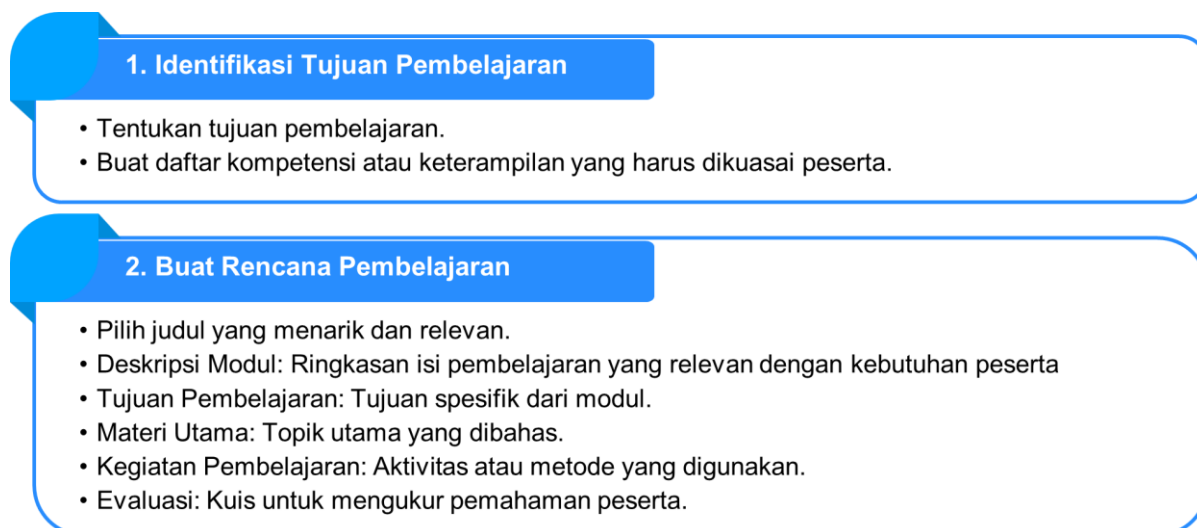 1. Identifikasi Tujuan Pembelajaran
• Tentukan tujuan pembelajaran.
• Buat daftar kompetensi atau keterampilan yang harus dikuasai peserta.
2. Buat Rencana Pembelajaran
• Pilih judul yang menarik dan relevan.
• Deskripsi Modul: Ringkasan isi pembelajaran yang relevan dengan kebutuhan peserta
• Tujuan Pembelajaran: Tujuan spesifik dari modul.
• Materi Utama: Topik utama yang dibahas.
• Kegiatan Pembelajaran: Aktivitas atau metode yang digunakan.
• Evaluasi: Kuis untuk mengukur pemahaman peserta.